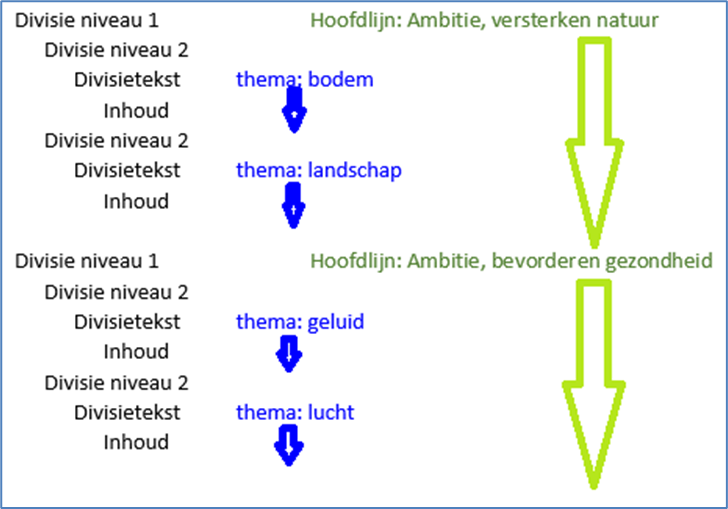 Divisie niveau 1 Hoofdlijn: Ambitie, versterken natuur
Divisie niveau 2
Divisietekst thema: bodem
Inhoud
Divisie niveau 2
Divisietekst thema: landschap
Inhoud
Divisie niveau 1 Hoofdlijn: Ambitie, bevorderen gezondheid
Divisie niveau 2
Divisietekst thema: geluid
Inhoud
Divisie niveau 2
Divisietekst thema: lucht
Inhoud